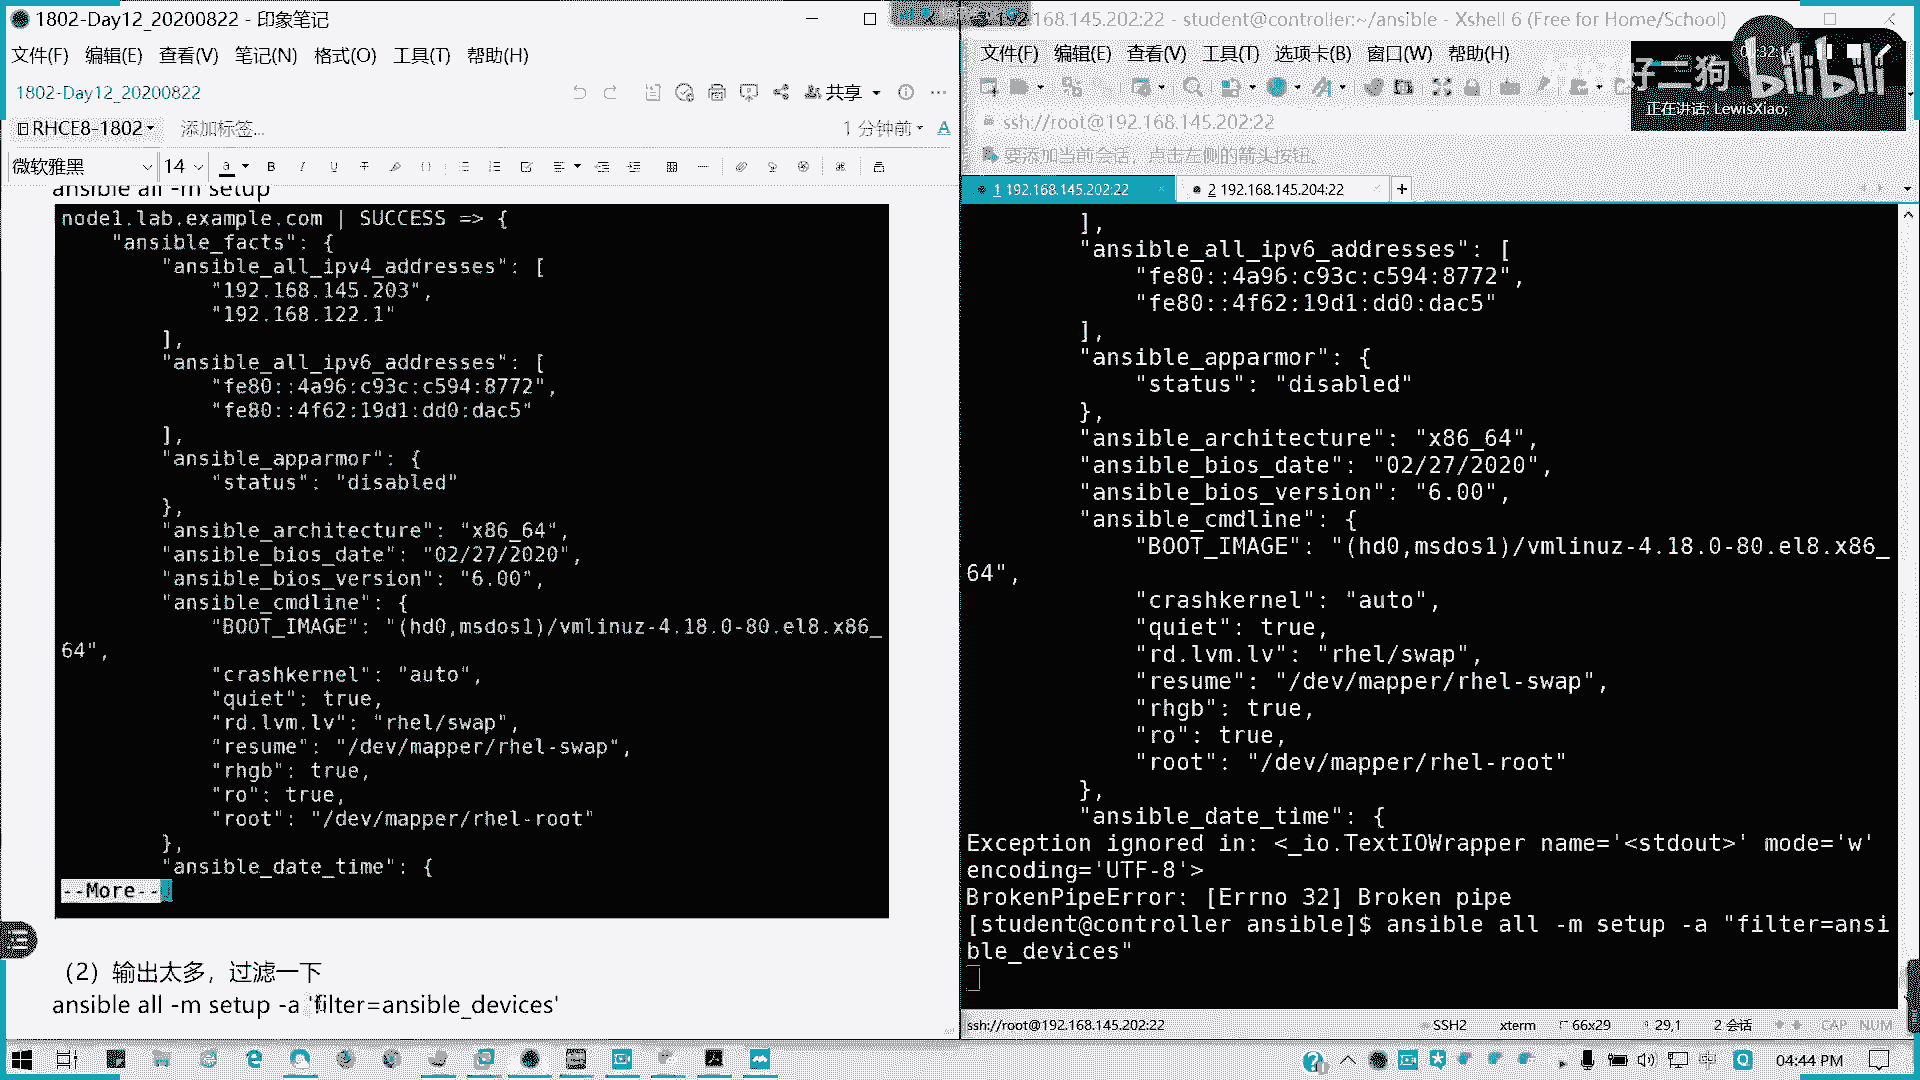 1802-Day12_20200822 - 印象笔记
文件(F) 编辑(E) 查看(V) 笔记(N) 格式(O) 工具(T) 帮助(H)
1802-Day12_20200822
共享
RHCE8-1802
添加标签...
1 分钟前
微软雅黑 14
ansible all -m setup
node1.lab.example.com | SUCCESS => {
"ansible_facts": {
"ansible_all_ipv4_addresses": [
"192.168.145.203",
"192.168.122.1"
],
"ansible_all_ipv6_addresses": [
"fe80::4a96:c93c:c594:8772",
"fe80::4f62:19d1:dd0:dac5"
],
"ansible_apparmor": {
"status": "disabled"
},
"ansible_architecture": "x86_64",
"ansible_bios_date": "02/27/2020",
"ansible_bios_version": "6.00",
"ansible_cmdline": {
"BOOT_IMAGE": "(hd0,msdos1)/vmlinuz-4.18.0-80.el8.x86_
64",
"crashkernel": "auto",
"quiet": true,
"rd.lvm.lv": "rhel/swap",
"resume": "/dev/mapper/rhel-swap",
"rhgb": true,
"ro": true,
"root": "/dev/mapper/rhel-root"
},
"ansible_date_time": {
--More--
（2）输出太多，过滤一下
ansible all -m setup -a 'filter=ansible_devices'
.168.145.202:22 - student@controller:~/ansible - Xshell 6 (Free for Home/School)
文件(F) 编辑(E) 查看(V) 工具(T) 选项卡(B) 窗口(W) 帮助(H)
好二狗 bilibili
正在讲话: LewisXiao;
ssh://root@192.168.145.202:22
要添加当前会话，点击左侧的箭头按钮。
1 192.168.145.202:22
2 192.168.145.204:22
],
"ansible_all_ipv6_addresses": [
"fe80::4a96:c93c:c594:8772",
"fe80::4f62:19d1:dd0:dac5"
],
"ansible_apparmor": {
"status": "disabled"
},
"ansible_architecture": "x86_64",
"ansible_bios_date": "02/27/2020",
"ansible_bios_version": "6.00",
"ansible_cmdline": {
"BOOT_IMAGE": "(hd0,msdos1)/vmlinuz-4.18.0-80.el8.x86_
64",
"crashkernel": "auto",
"quiet": true,
"rd.lvm.lv": "rhel/swap",
"resume": "/dev/mapper/rhel-swap",
"rhgb": true,
"ro": true,
"root": "/dev/mapper/rhel-root"
},
"ansible_date_time": {
Exception ignored in: <_io.TextIOWrapper name='<stdout>' mode='w'
encoding='UTF-8'>
BrokenPipeError: [Errno 32] Broken pipe
[student@controller ansible]$ ansible all -m setup -a "filter=ansi
ble_devices"
ssh://root@192.168.145.202:22 SSH2 xterm 66x29 29,1 2 会话 CAP NUM
中 04:44 PM